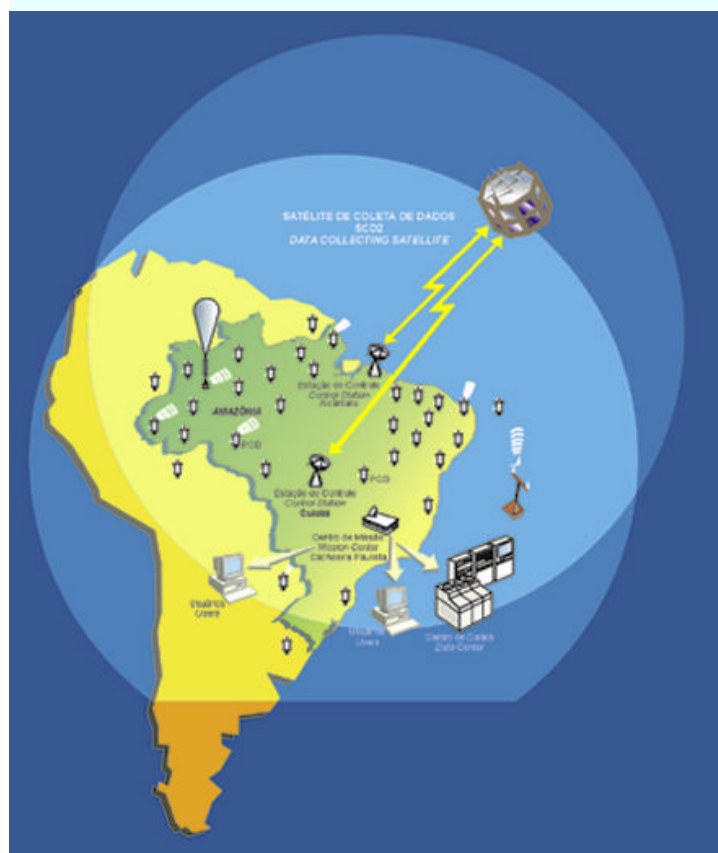 SATÉLITE DE COLETA DE DADOS
SCD2
DATA COLLECTING SATELLITE
Estação de Controle
Control Station
Alcântara
AMAZÔNIA
PCD
PCD
Estação de Controle
Control Station
Cuiabá
Centro de Missão
Mission Center
Cachoeira Paulista
Usuários
Users
Usuários
Users
Centro de Dados
Data Center